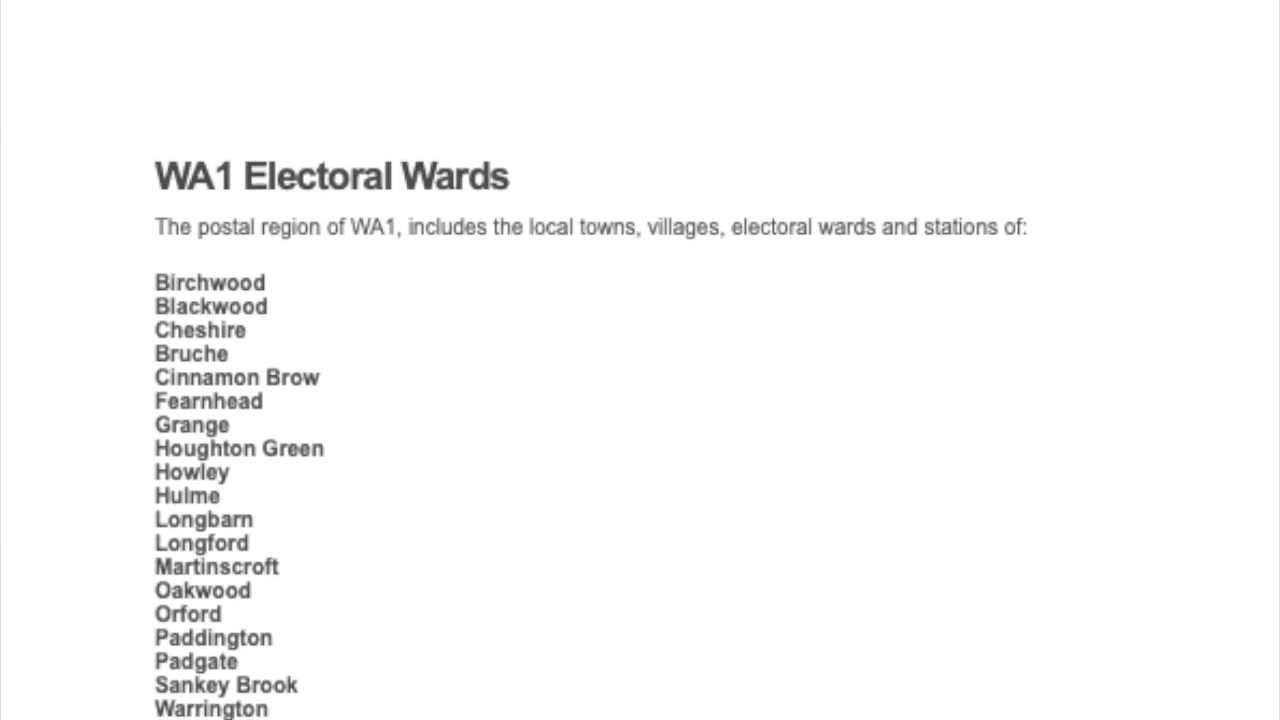 WA1 Electoral Wards
The postal region of WA1, includes the local towns, villages, electoral wards and stations of:
Birchwood
Blackwood
Cheshire
Bruche
Cinnamon Brow
Fearnhead
Grange
Houghton Green
Howley
Hulme
Longbarn
Longford
Martinscroft
Oakwood
Orford
Paddington
Padgate
Sankey Brook
Warrington